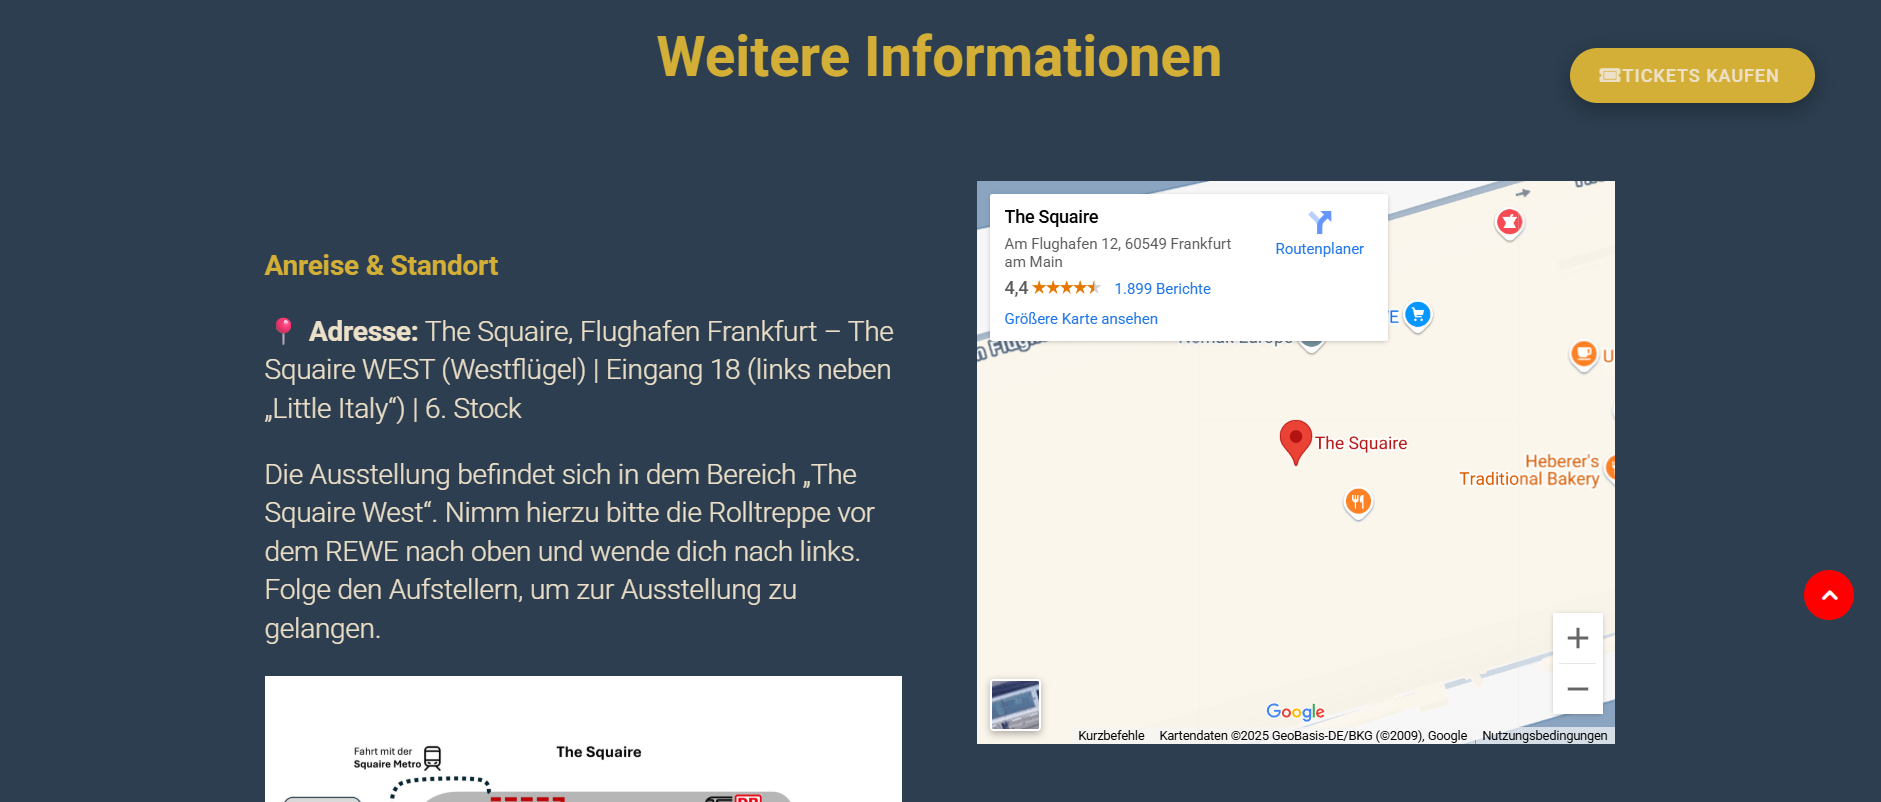 Weitere Informationen
TICKETS KAUFEN
Anreise & Standort
Adresse: The Squaire, Flughafen Frankfurt – The
Squaire WEST (Westflügel) | Eingang 18 (links neben
„Little Italy“) | 6. Stock
Die Ausstellung befindet sich in dem Bereich „The
Squaire West“. Nimm hierzu bitte die Rolltreppe vor
dem REWE nach oben und wende dich nach links.
Folge den Aufstellern, um zur Ausstellung zu
gelangen.
Fahrt mit der
Squaire Metro
The Squaire
DB
The Squaire
Am Flughafen 12, 60549 Frankfurt
am Main
4,4
1.899 Berichte
Größere Karte ansehen
Routenplaner
The Squaire
Heberer's
Traditional Bakery
Google
Kurzbefehle
Kartendaten ©2025 GeoBasis-DE/BKG (©2009), Google
Nutzungsbedingungen